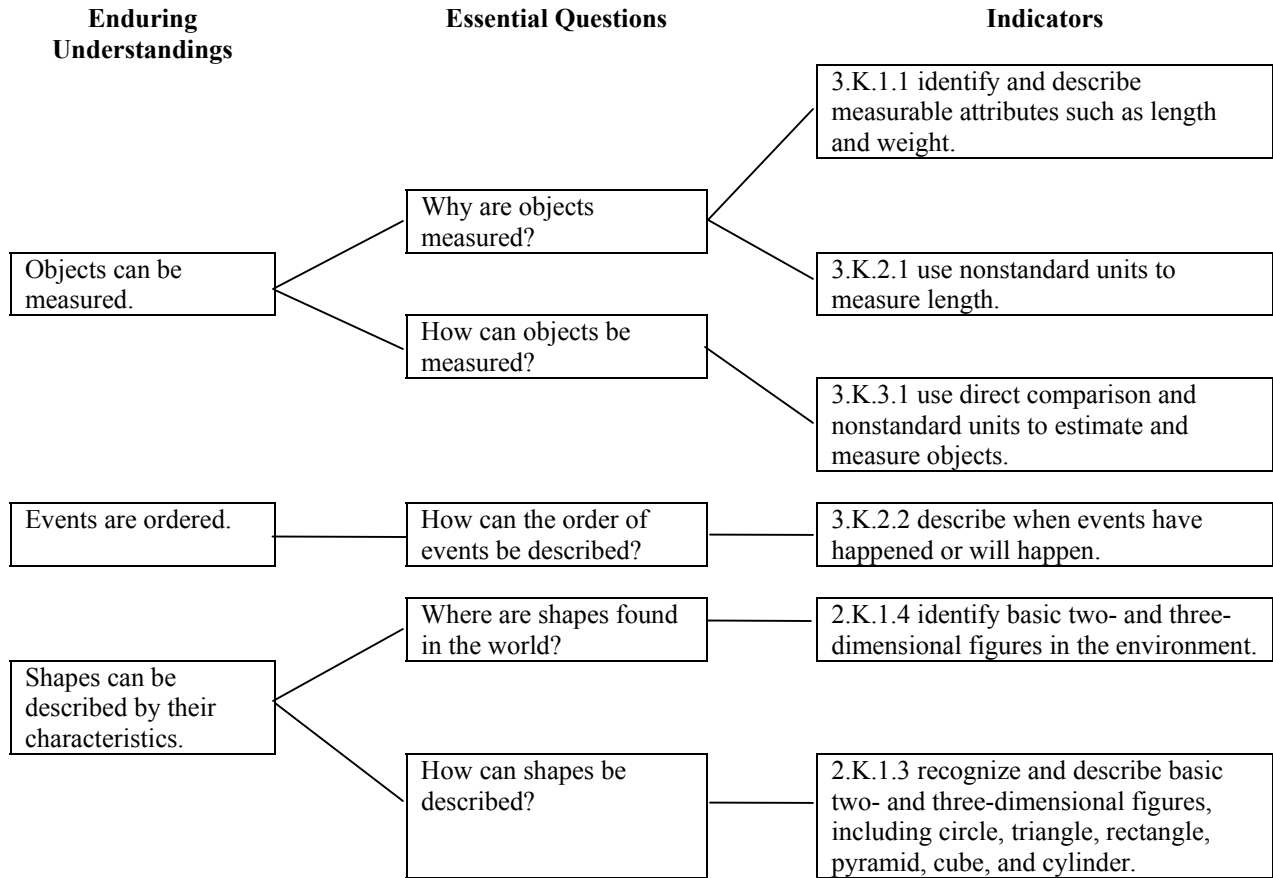 Enduring
Understandings
Essential Questions
Indicators
3.K.1.1 identify and describe
measurable attributes such as length
and weight.
Why are objects
measured?
Objects can be
measured.
3.K.2.1 use nonstandard units to
measure length.
How can objects be
measured?
3.K.3.1 use direct comparison and
nonstandard units to estimate and
measure objects.
Events are ordered.
How can the order of
events be described?
3.K.2.2 describe when events have
happened or will happen.
Where are shapes found
in the world?
2.K.1.4 identify basic two- and three-
dimensional figures in the environment.
Shapes can be
described by their
characteristics.
How can shapes be
described?
2.K.1.3 recognize and describe basic
two- and three-dimensional figures,
including circle, triangle, rectangle,
pyramid, cube, and cylinder.